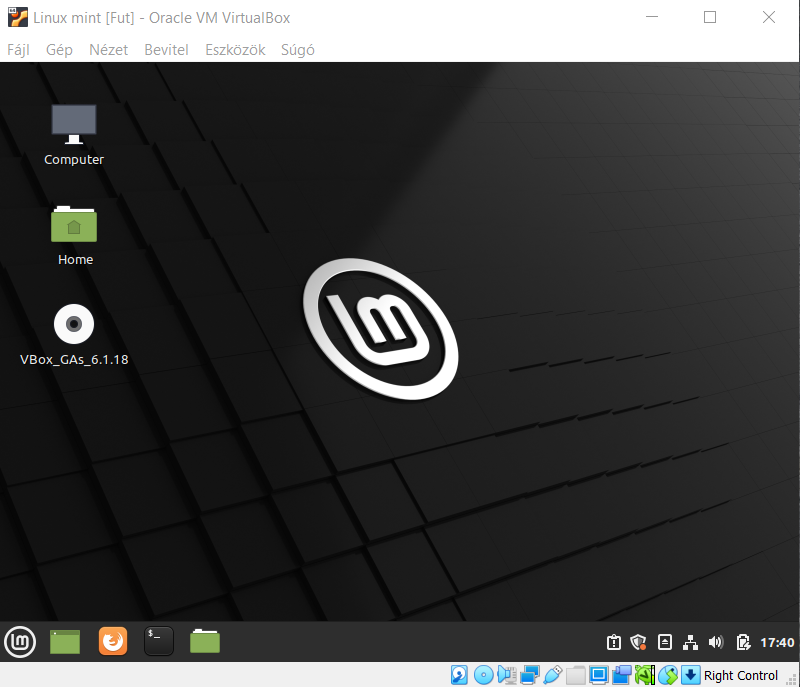 Linux mint [Fut] - Oracle VM VirtualBox
Fájl Gép Nézet Bevitel Eszközök Súgó
Computer
Home
VBox_GAs_6.1.18
17:40
Right Control